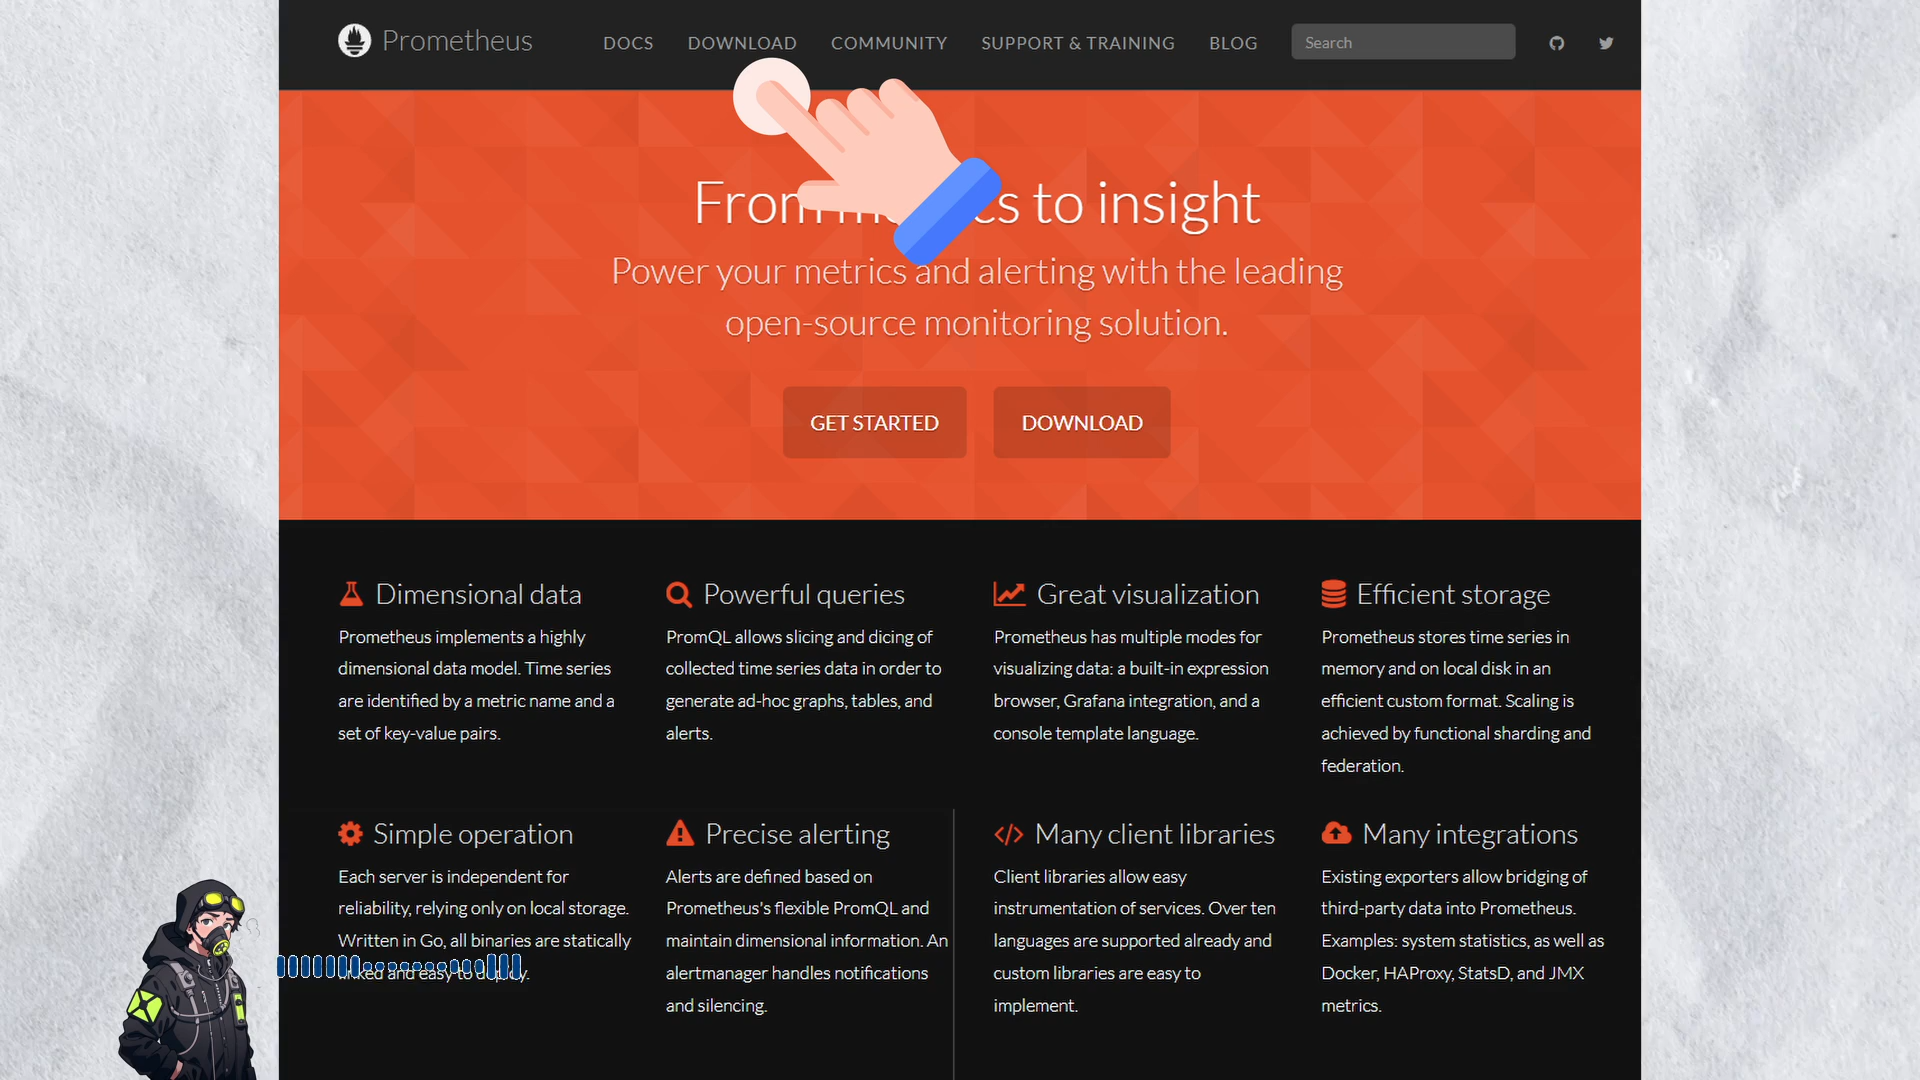 Prometheus
DOCS
DOWNLOAD
COMMUNITY
SUPPORT & TRAINING
BLOG
Search
From to insight
Power your metrics and alerting with the leading
open-source monitoring solution.
GET STARTED
DOWNLOAD
Dimensional data
Prometheus implements a highly
dimensional data model. Time series
are identified by a metric name and a
set of key-value pairs.
Powerful queries
PromQL allows slicing and dicing of
collected time series data in order to
generate ad-hoc graphs, tables, and
alerts.
Great visualization
Prometheus has multiple modes for
visualizing data: a built-in expression
browser, Grafana integration, and a
console template language.
Efficient storage
Prometheus stores time series in
memory and on local disk in an
efficient custom format. Scaling is
achieved by functional sharding and
federation.
Simple operation
Each server is independent for
reliability, relying only on local storage.
Written in Go, all binaries are statically
linked and easy to deploy.
Precise alerting
Alerts are defined based on
Prometheus's flexible PromQL and
maintain dimensional information. An
alertmanager handles notifications
and silencing.
Many client libraries
Client libraries allow easy
instrumentation of services. Over ten
languages are supported already and
custom libraries are easy to
implement.
Many integrations
Existing exporters allow bridging of
third-party data into Prometheus.
Examples: system statistics, as well as
Docker, HAProxy, StatsD, and JMX
metrics.